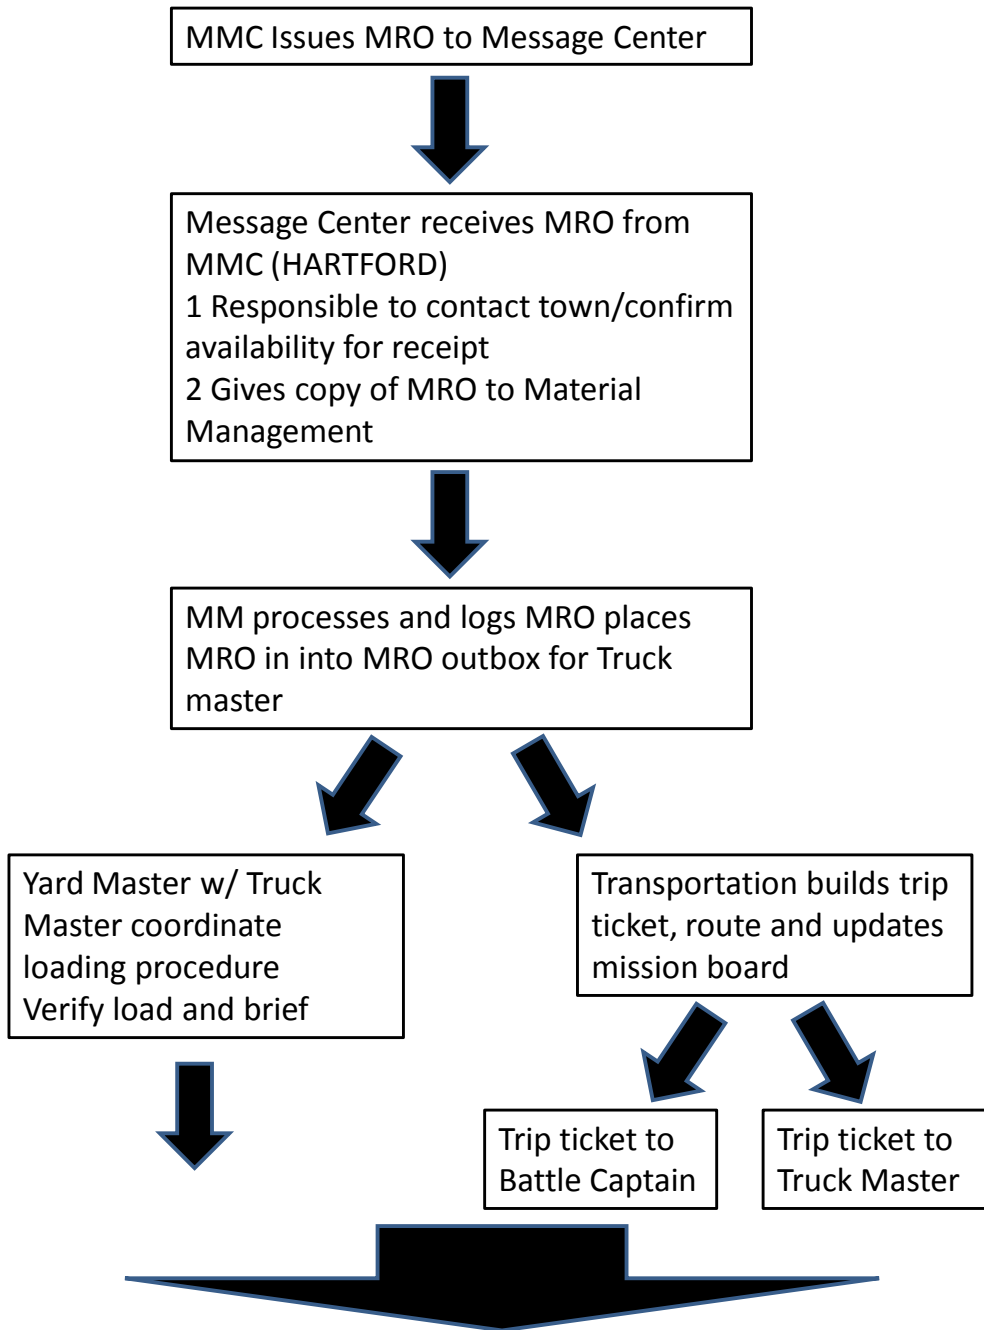 MMC Issues MRO to Message Center
Message Center receives MRO from
MMC (HARTFORD)
1 Responsible to contact town/confirm
availability for receipt
2 Gives copy of MRO to Material
Management
MM processes and logs MRO places
MRO in into MRO outbox for Truck
master
Yard Master w/ Truck
Master coordinate
loading procedure
Verify load and brief
Transportation builds trip
ticket, route and updates
mission board
Trip ticket to
Battle Captain
Trip ticket to
Truck Master